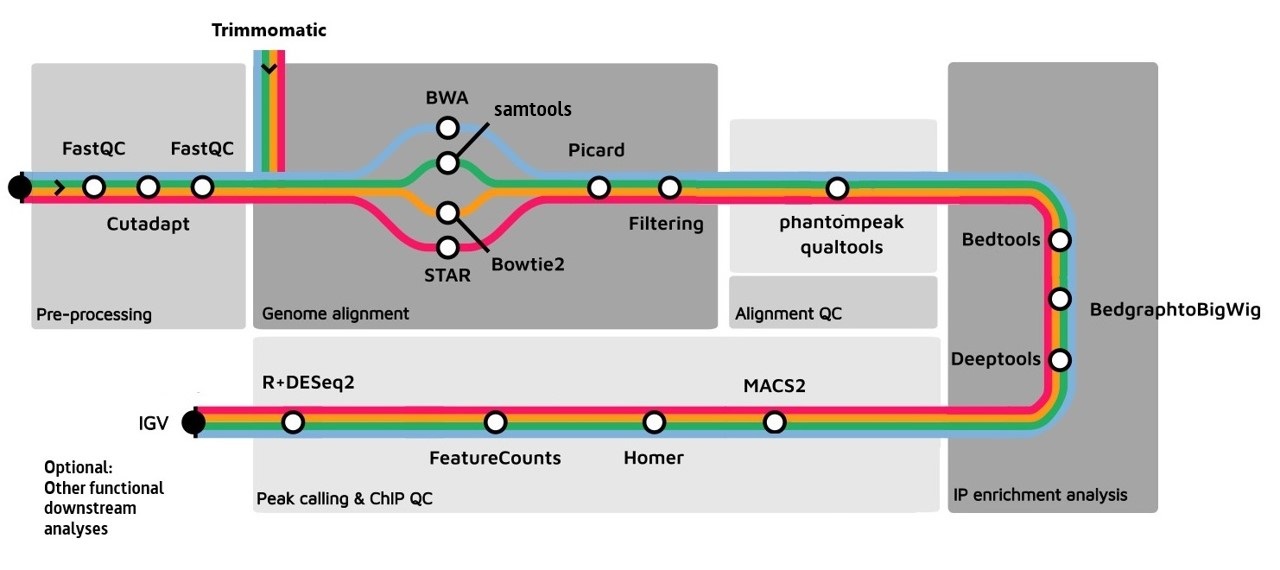 Trimmomatic
BWA
samtools
FastQC
FastQC
Picard
Cutadapt
Filtering
phantompeak
qualtools
Bedtools
STAR
Bowtie2
Pre-processing
Genome alignment
Alignment QC
BedgraphtoBigWig
Deeptools
R+DESeq2
MACS2
IGV
FeatureCounts
Homer
Optional:
Other functional
downstream
analyses
Peak calling & ChIP QC
IP enrichment analysis